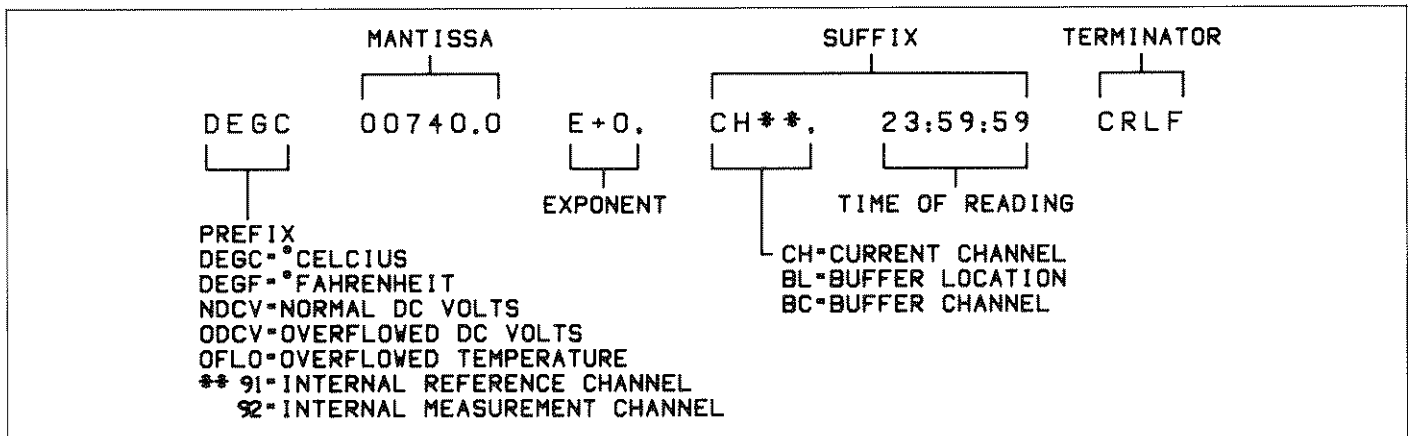 MANTISSA SUFFIX TERMINATOR
DEGC 00740.0 E+0. CH**. 23:59:59 CRLF
EXPONENT TIME OF READING
PREFIX
DEGC=°CELCIUS
DEGF=°FAHRENHEIT
NDCV=NORMAL DC VOLTS
ODCV=OVERFLOWED DC VOLTS
OFLO=OVERFLOWED TEMPERATURE
** 91=INTERNAL REFERENCE CHANNEL
92=INTERNAL MEASUREMENT CHANNEL
CH=CURRENT CHANNEL
BL=BUFFER LOCATION
BC=BUFFER CHANNEL